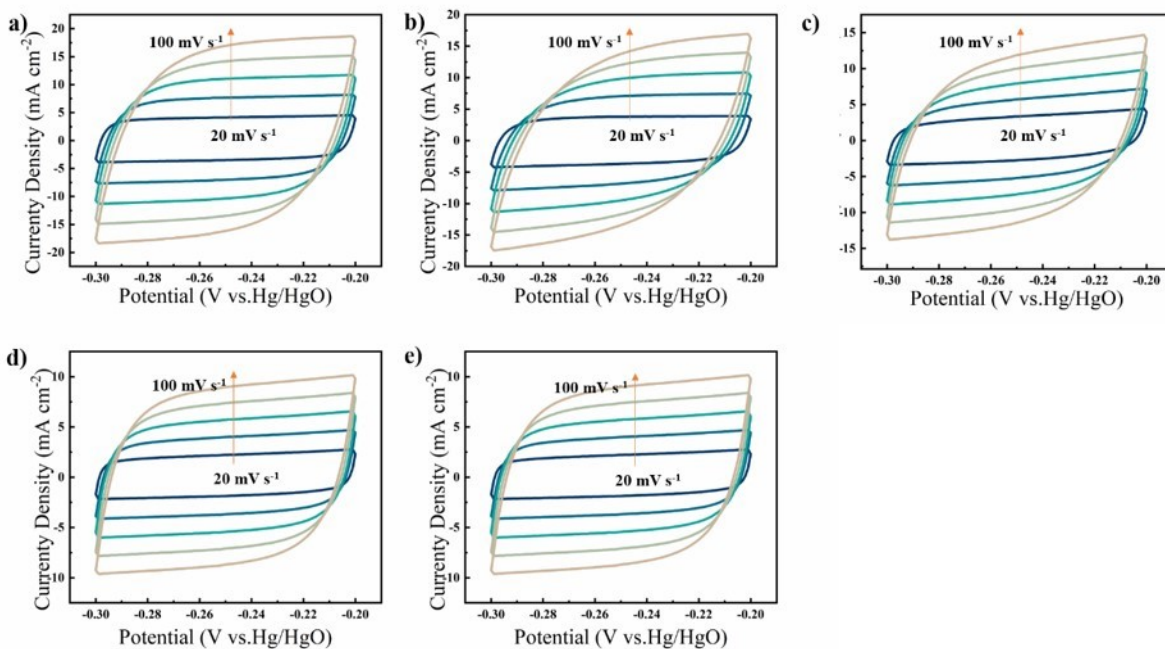 a)
Currenty Density (mA cm⁻²)
20
15
10
5
0
-5
-10
-15
-20
100 mV s⁻¹
20 mV s⁻¹
-0.30 -0.28 -0.26 -0.24 -0.22 -0.20
Potential (V vs.Hg/HgO)
b)
Currenty Density (mA cm⁻²)
20
15
10
5
0
-5
-10
-15
-20
100 mV s⁻¹
20 mV s⁻¹
-0.30 -0.28 -0.26 -0.24 -0.22 -0.20
Potential (V vs.Hg/HgO)
c)
15
10
5
0
-5
-10
-15
100 mV s⁻¹
20 mV s⁻¹
-0.30 -0.28 -0.26 -0.24 -0.22 -0.20
Potential (V vs.Hg/HgO)
d)
Currenty Density (mA cm⁻²)
10
5
0
-5
-10
100 mV s⁻¹
20 mV s⁻¹
-0.30 -0.28 -0.26 -0.24 -0.22 -0.20
Potential (V vs.Hg/HgO)
e)
Currenty Density (mA cm⁻²)
10
5
0
-5
-10
100 mV s⁻¹
20 mV s⁻¹
-0.30 -0.28 -0.26 -0.24 -0.22 -0.20
Potential (V vs.Hg/HgO)